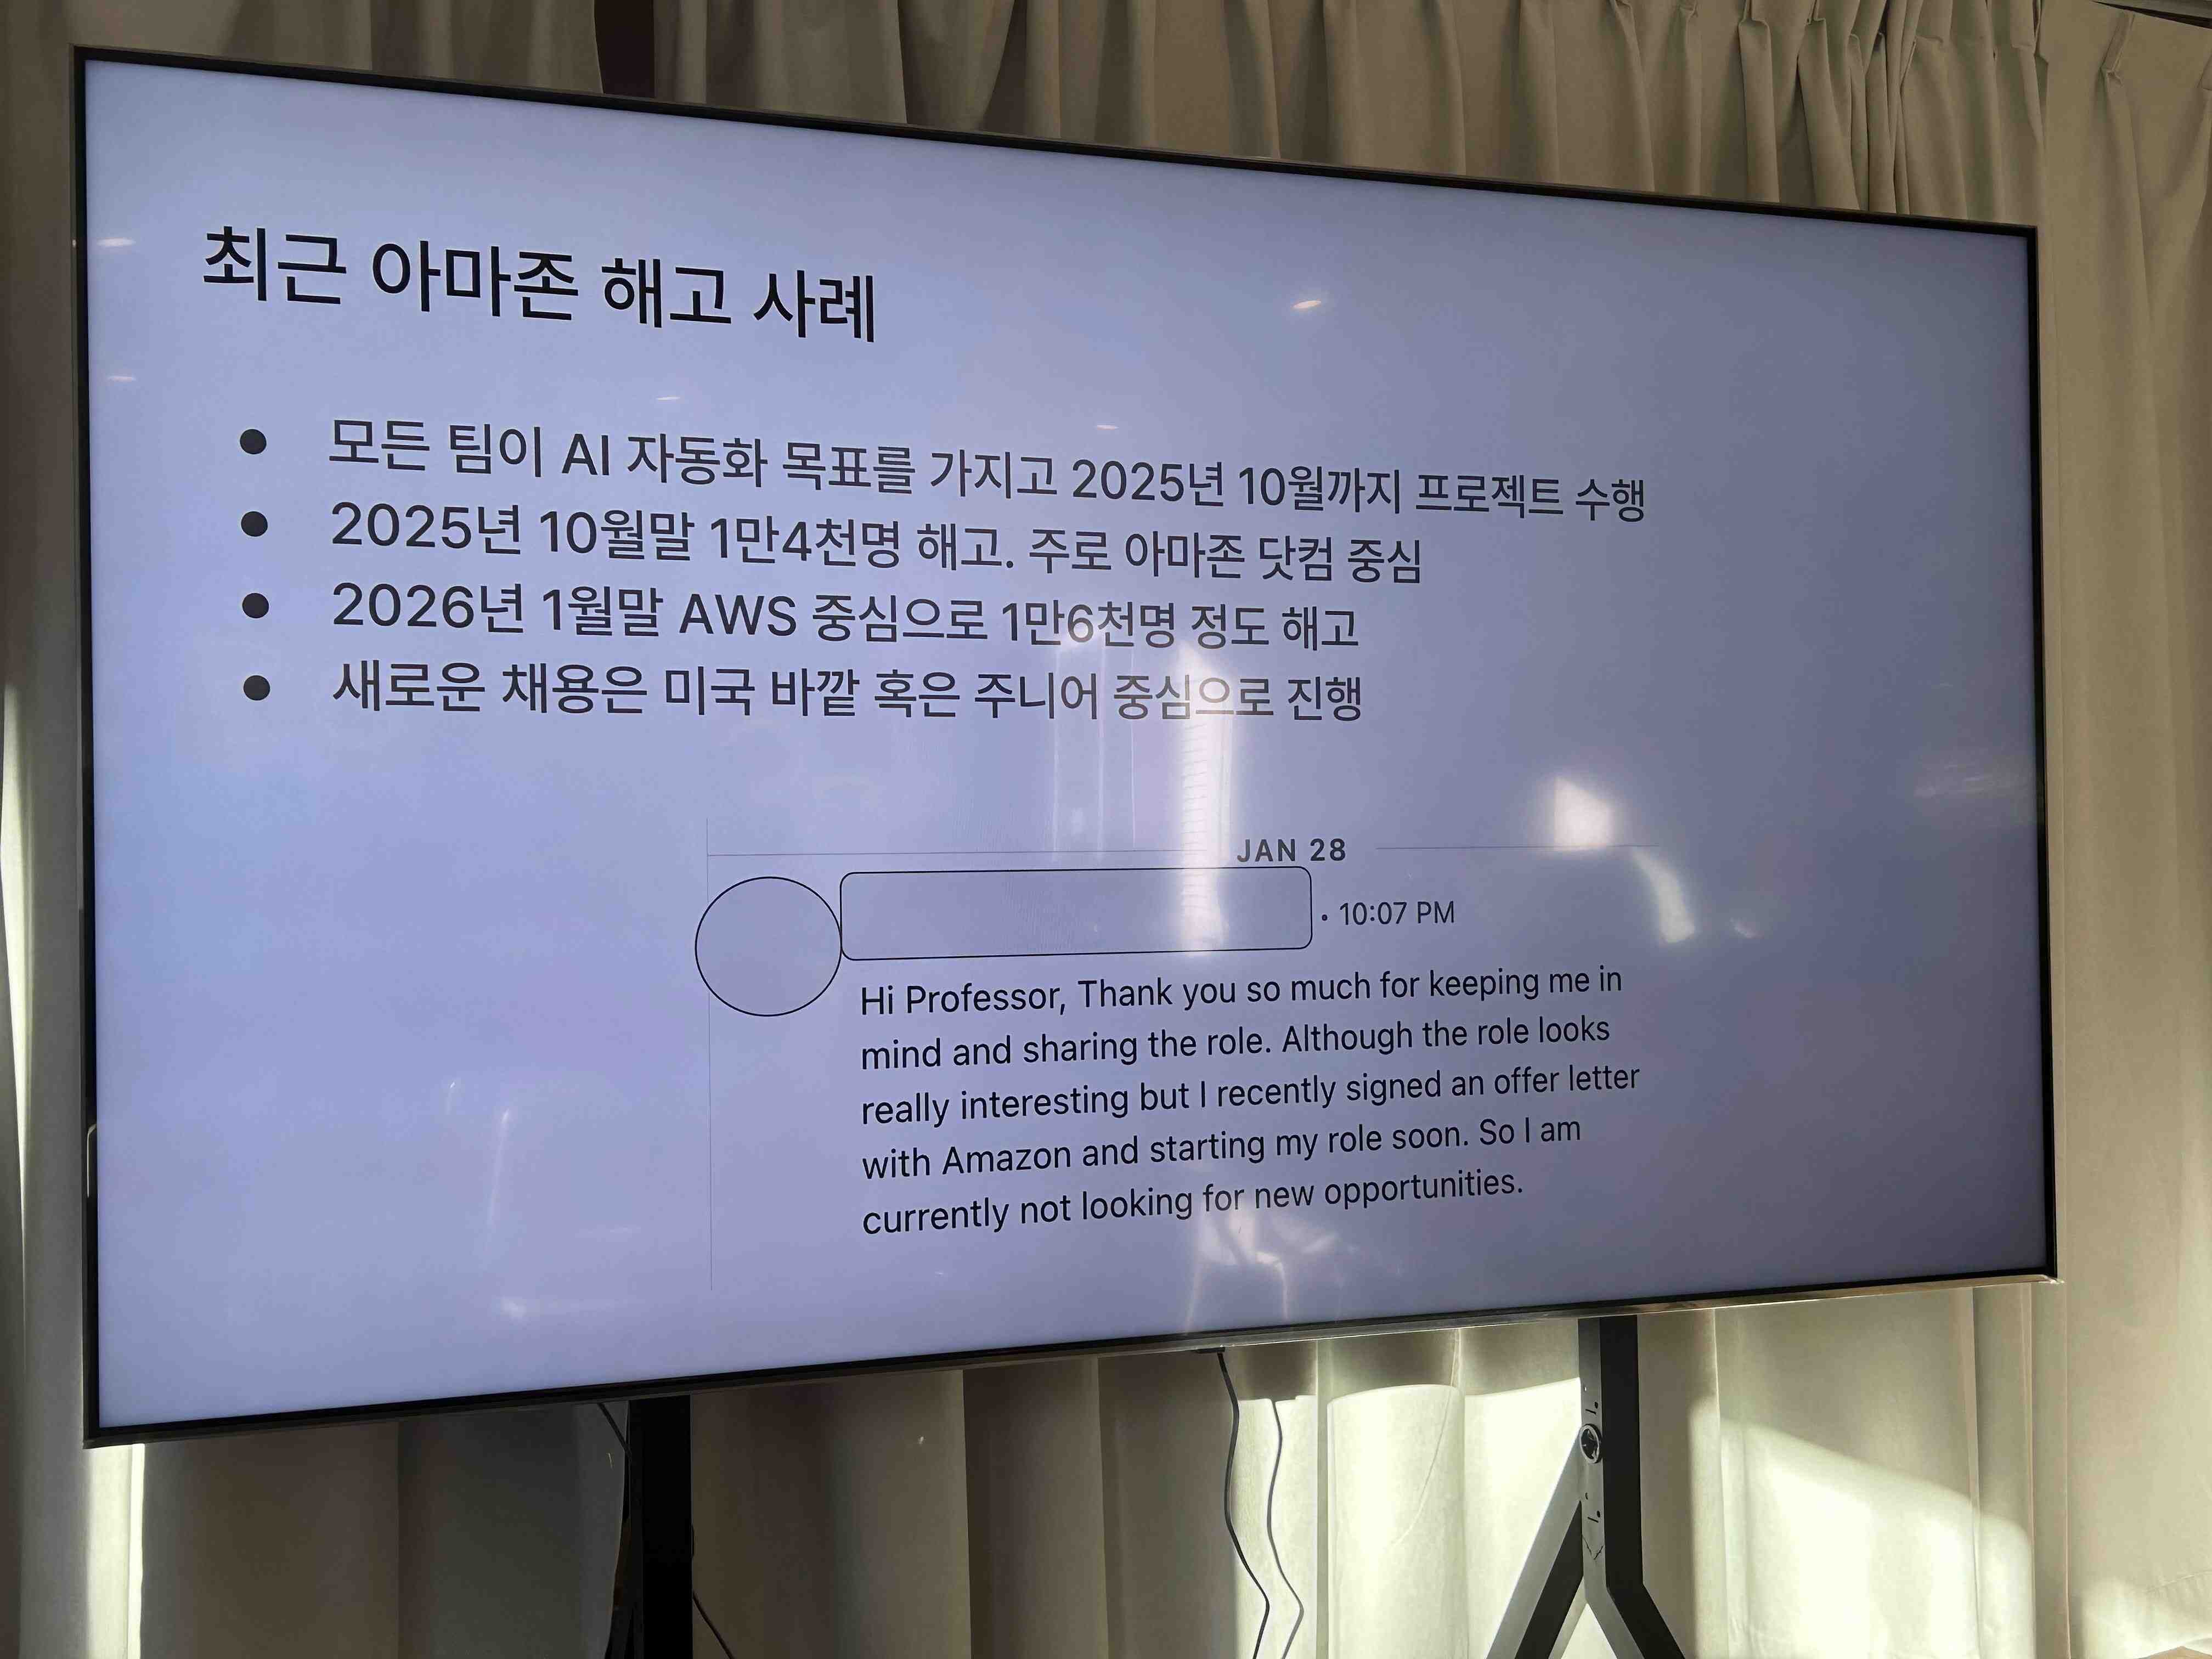 최근 아마존 해고 사례
● 모든 팀이 AI 자동화 목표를 가지고 2025년 10월까지 프로젝트 수행
● 2025년 10월말 1만4천명 해고. 주로 아마존 닷컴 중심
● 2026년 1월말 AWS 중심으로 1만6천명 정도 해고
● 새로운 채용은 미국 바깥 혹은 주니어 중심으로 진행
JAN 28
• 10:07 PM
Hi Professor, Thank you so much for keeping me in
mind and sharing the role. Although the role looks
really interesting but I recently signed an offer letter
with Amazon and starting my role soon. So I am
currently not looking for new opportunities.